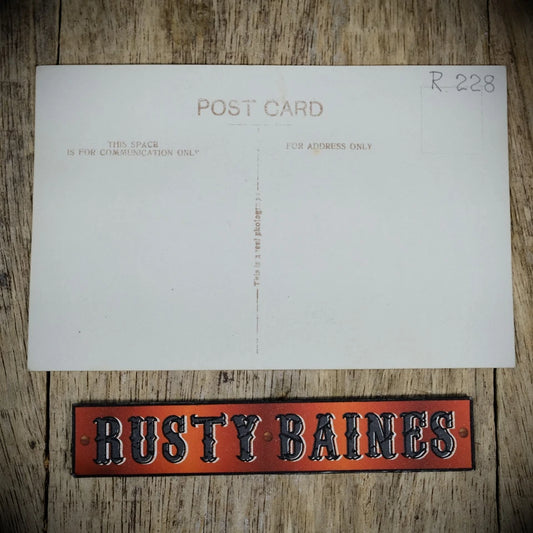 R 228
POST CARD
THIS SPACE
IS FOR COMMUNICATION ONLY
FOR ADDRESS ONLY
This is a real photograph
RUSTY BAINES